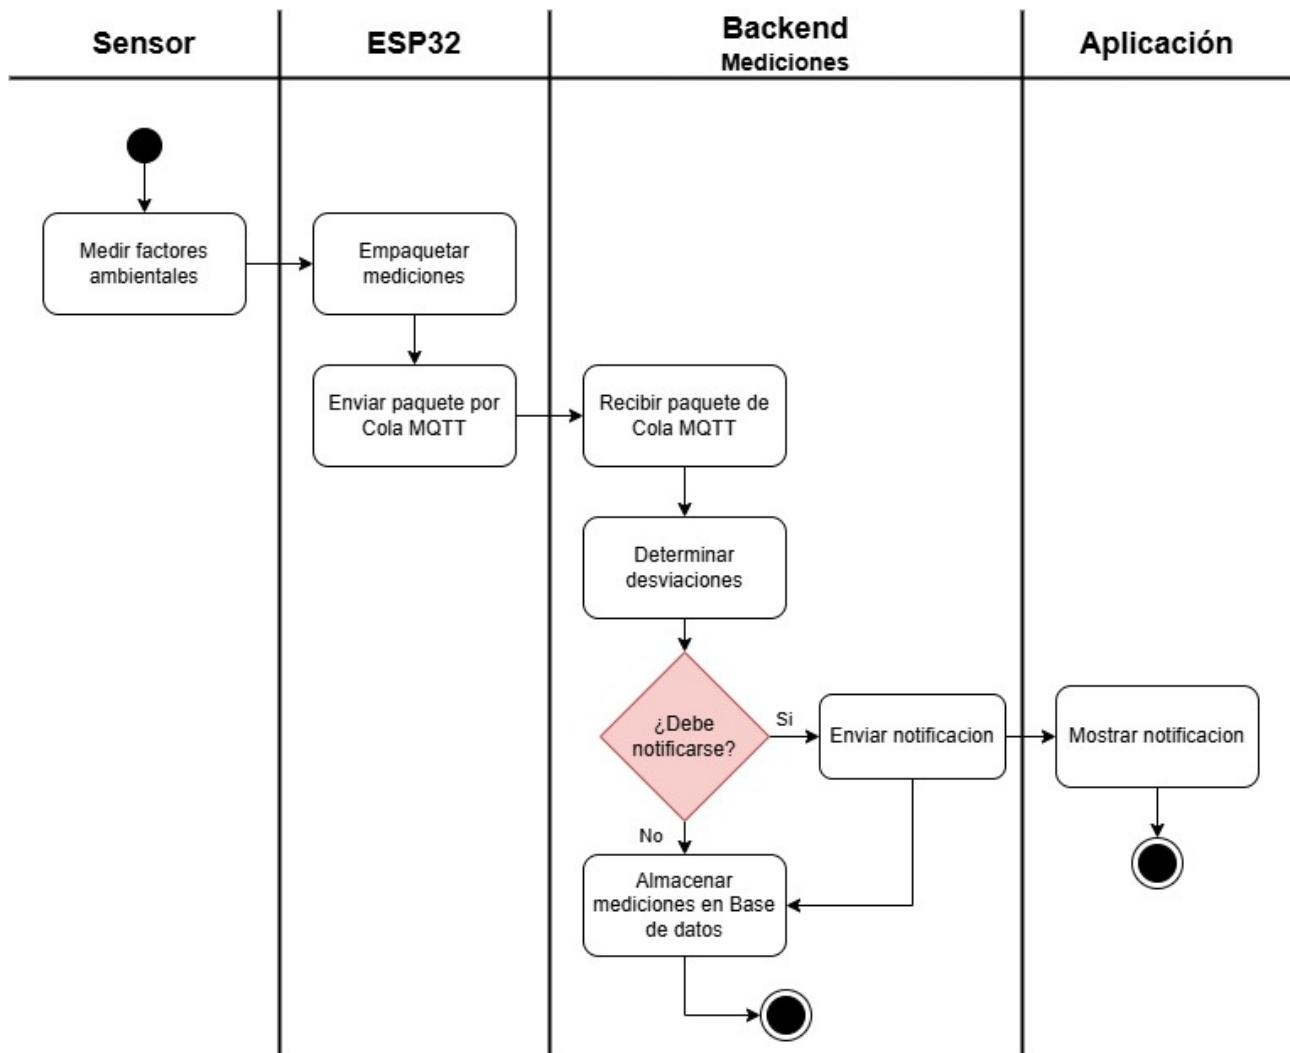 Sensor
ESP32
Backend
Mediciones
Aplicación
Medir factores
ambientales
Empaquetar
mediciones
Enviar paquete por
Cola MQTT
Recibir paquete de
Cola MQTT
Determinar
desviaciones
¿Debe
notificarse?
Si
Enviar notificacion
Mostrar notificacion
No
Almacenar
mediciones en Base
de datos